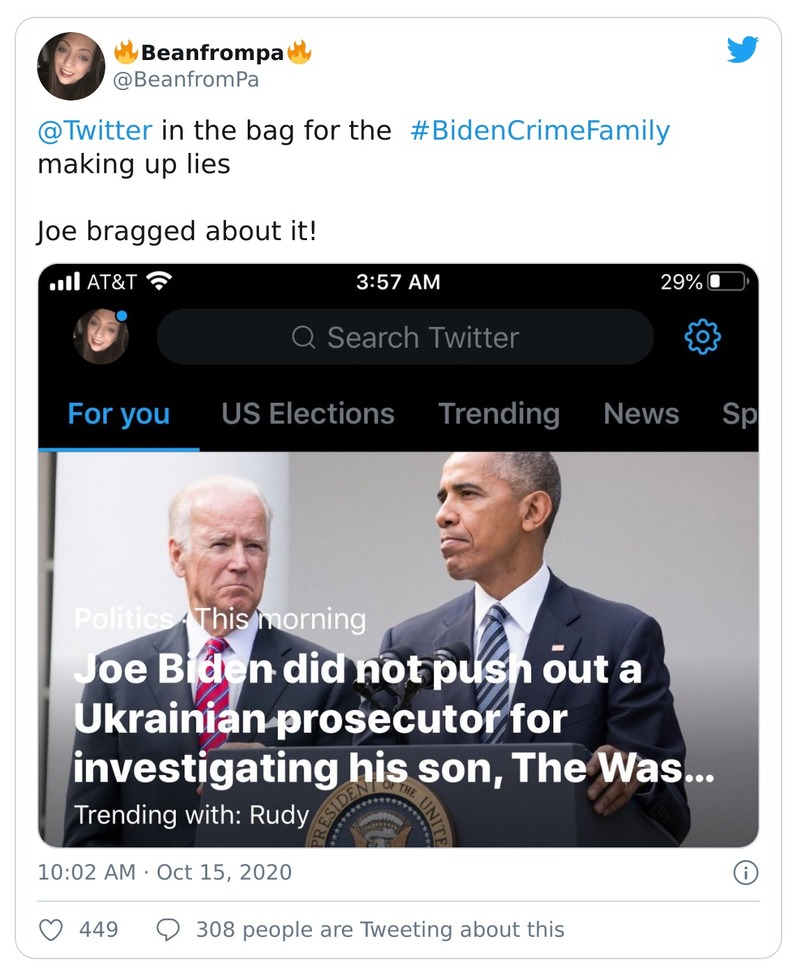 🔥Beanfrompa🔥
@BeanfromPa
@Twitter in the bag for the #BidenCrimeFamily
making up lies
Joe bragged about it!
AT&T 3:57 AM 29%
Search Twitter
For you US Elections Trending News Sp
Politics · This morning
Joe Biden did not push out a
Ukrainian prosecutor for
investigating his son, The Was...
Trending with: Rudy
PRESIDENT OF THE UNITED
10:02 AM · Oct 15, 2020
449 308 people are Tweeting about this